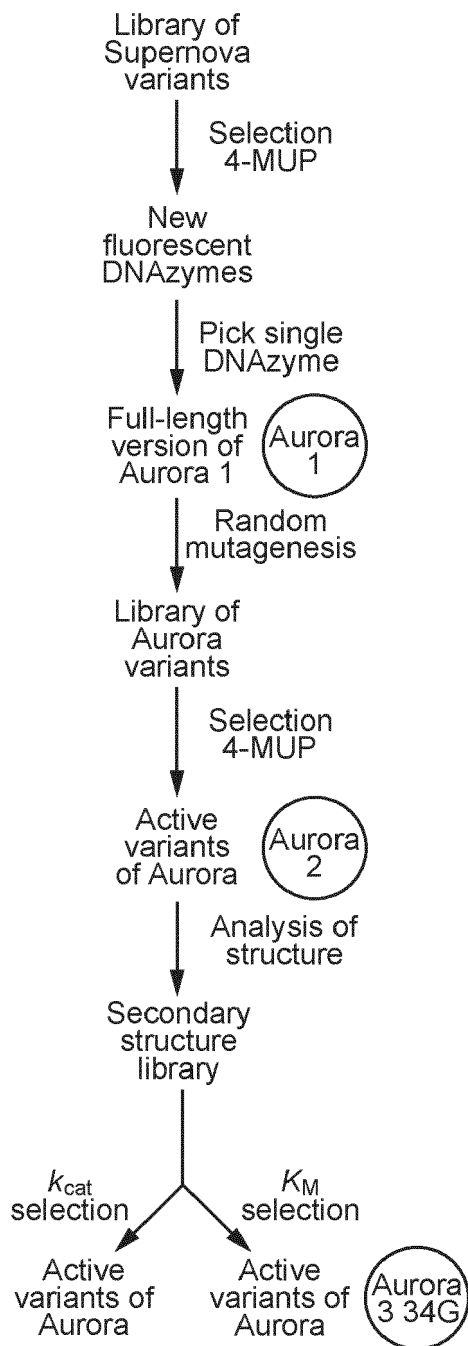 Library of
Supernova
variants
Selection
4-MUP
New
fluorescent
DNAzymes
Pick single
DNAzyme
Full-length
version of
Aurora 1
Aurora
1
Random
mutagenesis
Library of
Aurora
variants
Selection
4-MUP
Active
variants
of Aurora
Aurora
2
Analysis of
structure
Secondary
structure
library
kcat
selection
KM
selection
Active
variants of
Aurora
Active
variants of
Aurora
Aurora
3 34G